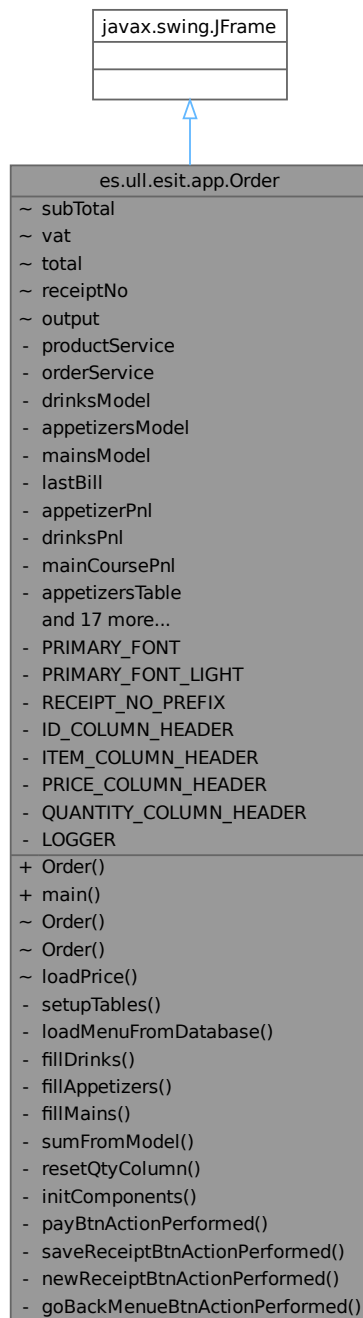 javax.swing.JFrame
es.ull.esit.app.Order
~ subTotal
~ vat
~ total
~ receiptNo
~ output
- productService
- orderService
- drinksModel
- appetizersModel
- mainsModel
- lastBill
- appetizerPnl
- drinksPnl
- mainCoursePnl
- appetizersTable
and 17 more...
- PRIMARY_FONT
- PRIMARY_FONT_LIGHT
- RECEIPT_NO_PREFIX
- ID_COLUMN_HEADER
- ITEM_COLUMN_HEADER
- PRICE_COLUMN_HEADER
- QUANTITY_COLUMN_HEADER
- LOGGER
+ Order()
+ main()
~ Order()
~ Order()
~ loadPrice()
- setupTables()
- loadMenuFromDatabase()
- fillDrinks()
- fillAppetizers()
- fillMains()
- sumFromModel()
- resetQtyColumn()
- initComponents()
- payBtnActionPerformed()
- saveReceiptBtnActionPerformed()
- newReceiptBtnActionPerformed()
- goBackMenueBtnActionPerformed()